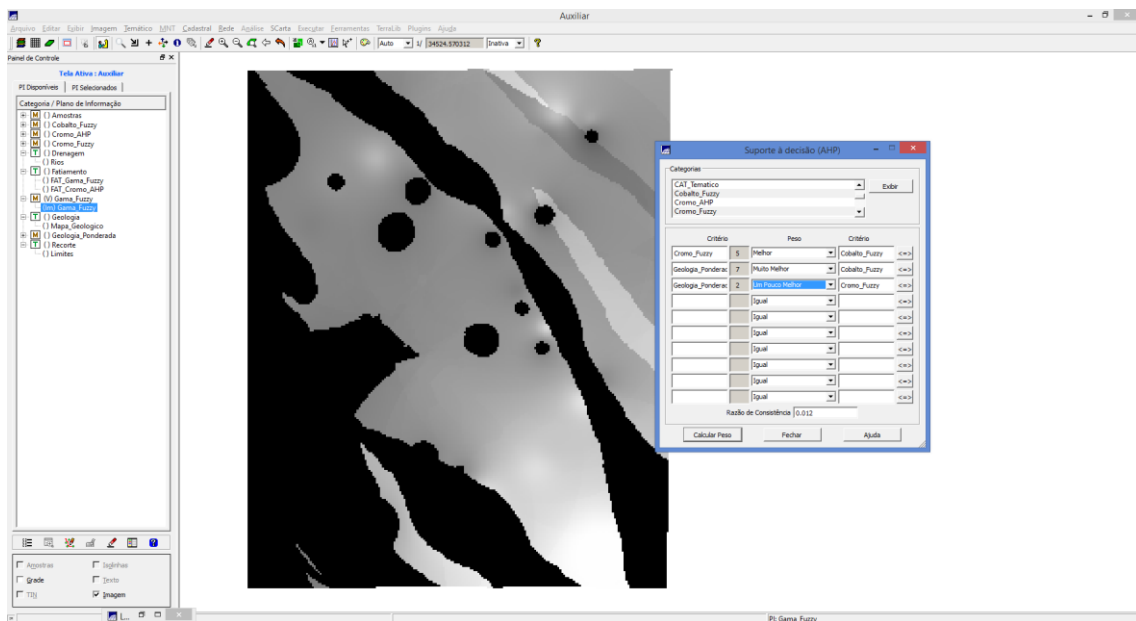 Auxiliar
Arquivo Editar Exibir Imagem Temático MNT Cadastral Rede Análise SCarta Executar Ferramentas TerraLib Plugins Ajuda
Auto 1/ 34524.570312 Inativa
Painel de Controle
Tela Ativa : Auxiliar
PI Disponíveis PI Selecionados
Categoria / Plano de Informação
M () Amostras
M () Cobalto_Fuzzy
M () Cromo_AHP
M () Cromo_Fuzzy
T () Drenagem
() Rios
T () Fatiamento
() FAT_Gama_Fuzzy
() FAT_Cromo_AHP
M (V) Gama_Fuzzy
(Im) Gama_Fuzzy
T () Geologia
() Mapa_Geologico
M () Geologia_Ponderada
T () Recorte
() Limites
Amostras Isolinhas
Grade Texto
TIN Imagem
L...
Suporte à decisão (AHP)
Categorias
CAT_Tematico
Cobalto_Fuzzy
Cromo_AHP
Cromo_Fuzzy
Exibir
Critério Peso Critério
Cromo_Fuzzy 5 Melhor Cobalto_Fuzzy <=>
Geologia_Ponderac 7 Muito Melhor Cobalto_Fuzzy <=>
Geologia_Ponderac 2 Um Pouco Melhor Cromo_Fuzzy <=>
Igual <=>
Igual <=>
Igual <=>
Igual <=>
Igual <=>
Igual <=>
Igual <=>
Razão de Consistência 0.012
Calcular Peso Fechar Ajuda
PI: Gama_Fuzzy